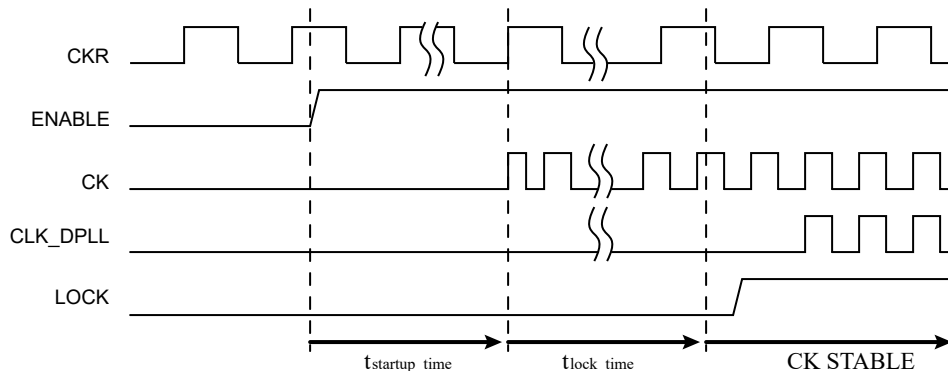 CKR
ENABLE
CK
CLK_DPLL
LOCK
tstartup_time tlock_time CK STABLE